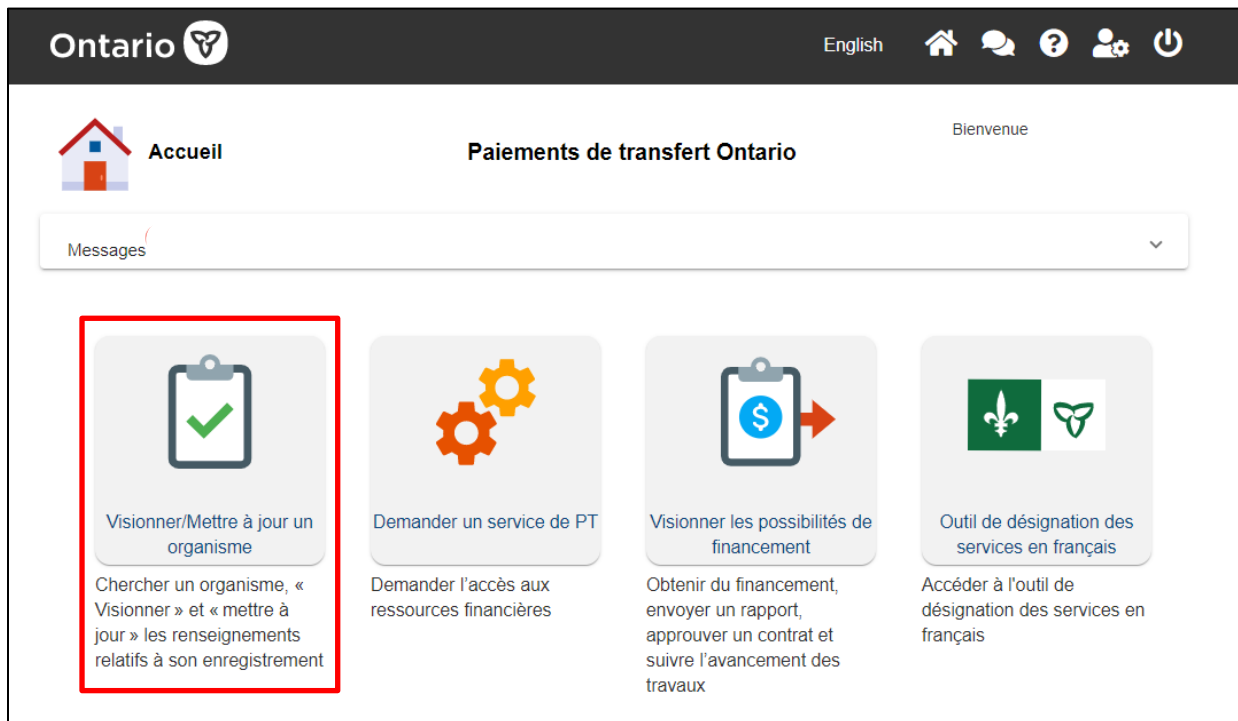 Ontario
English
Accueil
Paiements de transfert Ontario
Bienvenue
Messages
Visionner/Mettre à jour un
organisme
Chercher un organisme, «
Visionner » et « mettre à
jour » les renseignements
relatifs à son enregistrement
Demander un service de PT
Demander l'accès aux
ressources financières
Visionner les possibilités de
financement
Obtenir du financement,
envoyer un rapport,
approuver un contrat et
suivre l'avancement des
travaux
Outil de désignation des
services en français
Accéder à l'outil de
désignation des services en
français